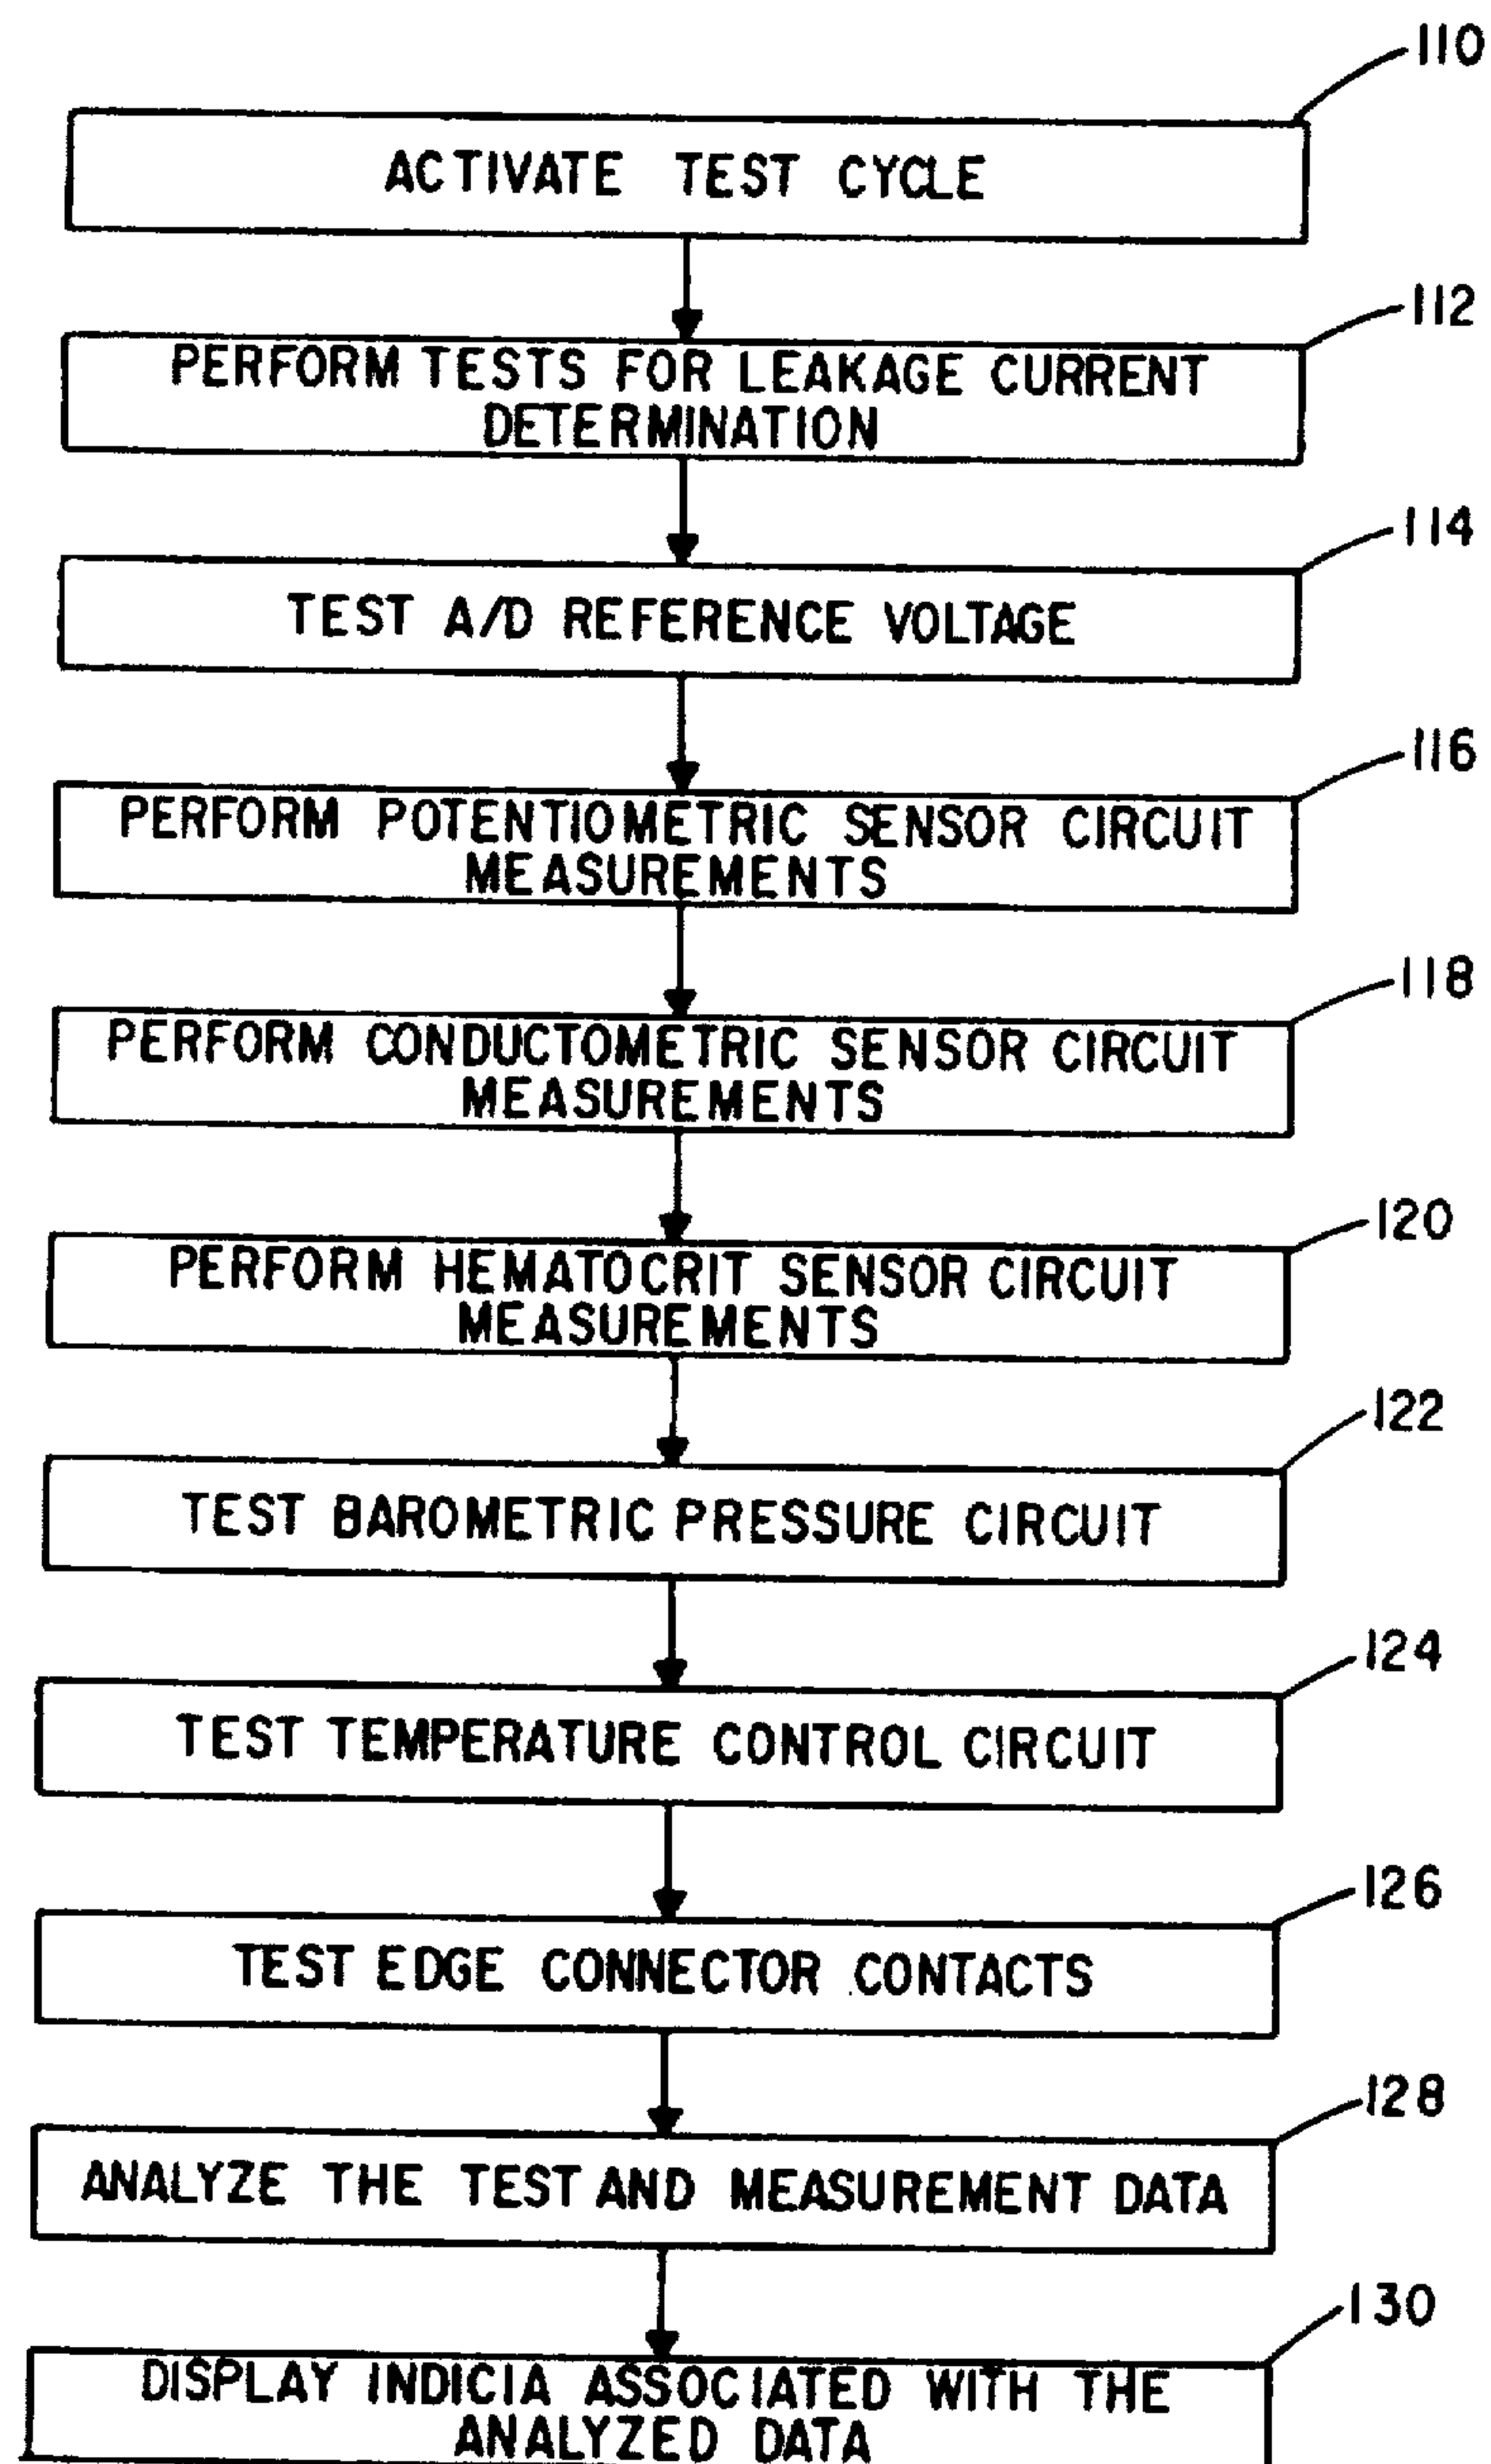 110
ACTIVATE TEST CYCLE
112
PERFORM TESTS FOR LEAKAGE CURRENT
DETERMINATION
114
TEST A/D REFERENCE VOLTAGE
116
PERFORM POTENTIOMETRIC SENSOR CIRCUIT
MEASUREMENTS
118
PERFORM CONDUCTOMETRIC SENSOR CIRCUIT
MEASUREMENTS
120
PERFORM HEMATOCRIT SENSOR CIRCUIT
MEASUREMENTS
122
TEST BAROMETRIC PRESSURE CIRCUIT
124
TEST TEMPERATURE CONTROL CIRCUIT
126
TEST EDGE CONNECTOR CONTACTS
128
ANALYZE THE TEST AND MEASUREMENT DATA
130
DISPLAY INDICIA ASSOCIATED WITH THE
ANALYZED DATA